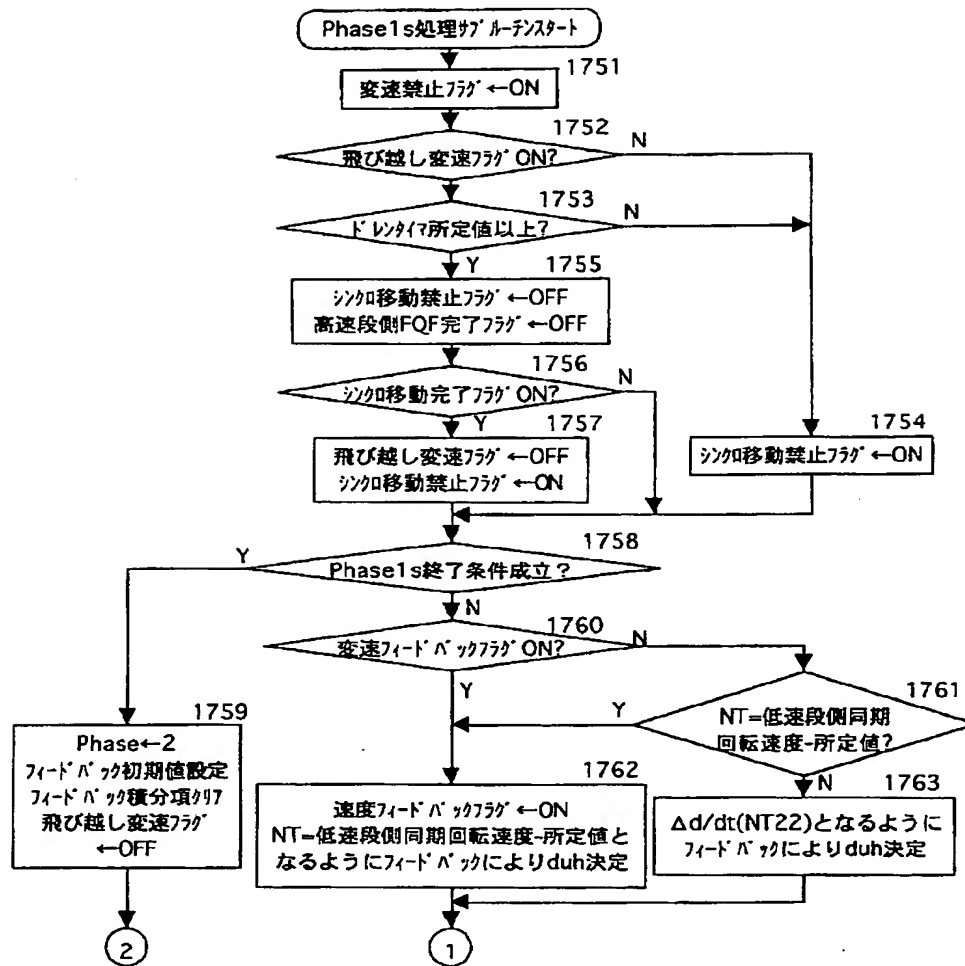 Phase1s処理サブルーチンスタート
1751
変速禁止フラグ←ON
1752
飛び越し変速フラグON?
N
1753
ドレンタイマ所定値以上?
N
Y
1755
シンクロ移動禁止フラグ←OFF
高速段側FQF完了フラグ←OFF
1756
シンクロ移動完了フラグON?
N
Y
1757
飛び越し変速フラグ←OFF
シンクロ移動禁止フラグ←ON
1754
シンクロ移動禁止フラグ←ON
1758
Phase1s終了条件成立?
Y
N
1760
変速フィードバックフラグON?
N
Y
1761
NT=低速段側同期
回転速度-所定値?
Y
N
1759
Phase←2
フィードバック初期値設定
フィードバック積分項クリア
飛び越し変速フラグ
←OFF
1762
速度フィードバックフラグ←ON
NT=低速段側同期回転速度-所定値と
なるようにフィードバックによりduh決定
1763
Δd/dt(NT22)となるように
フィードバックによりduh決定
2
1